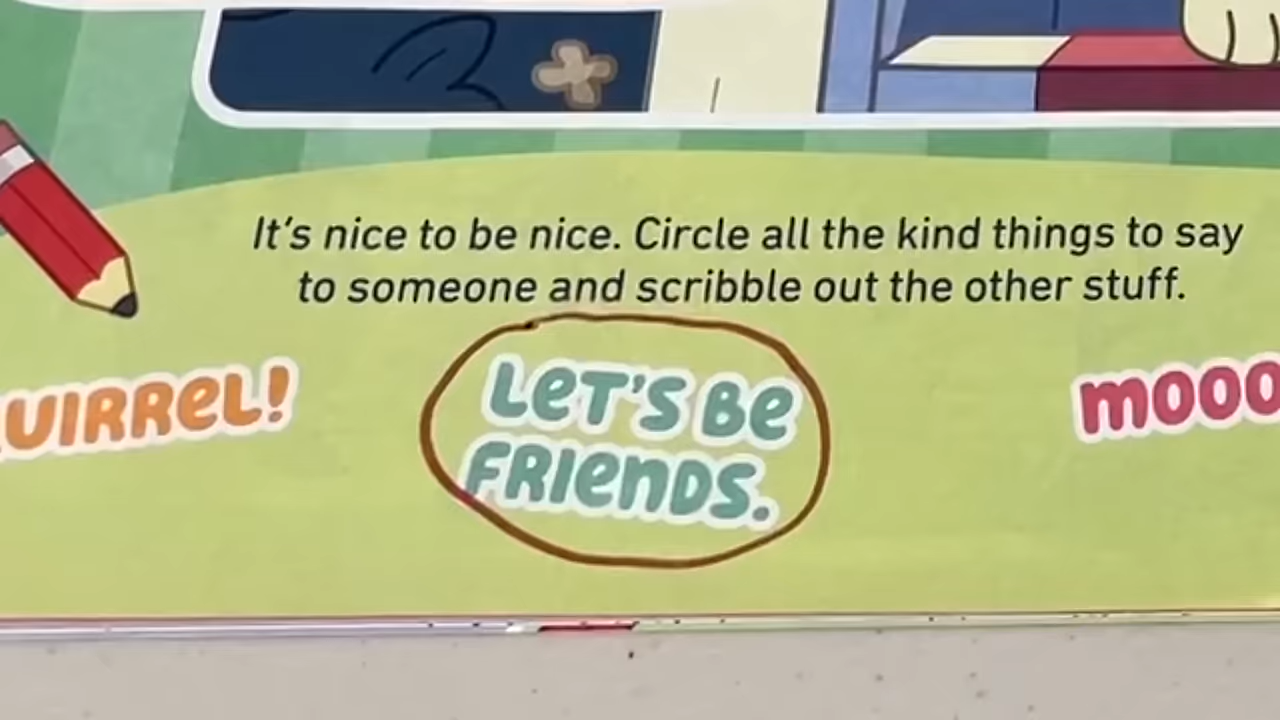 It's nice to be nice. Circle all the kind things to say
to someone and scribble out the other stuff.
LET'S BE
FRIENDS.